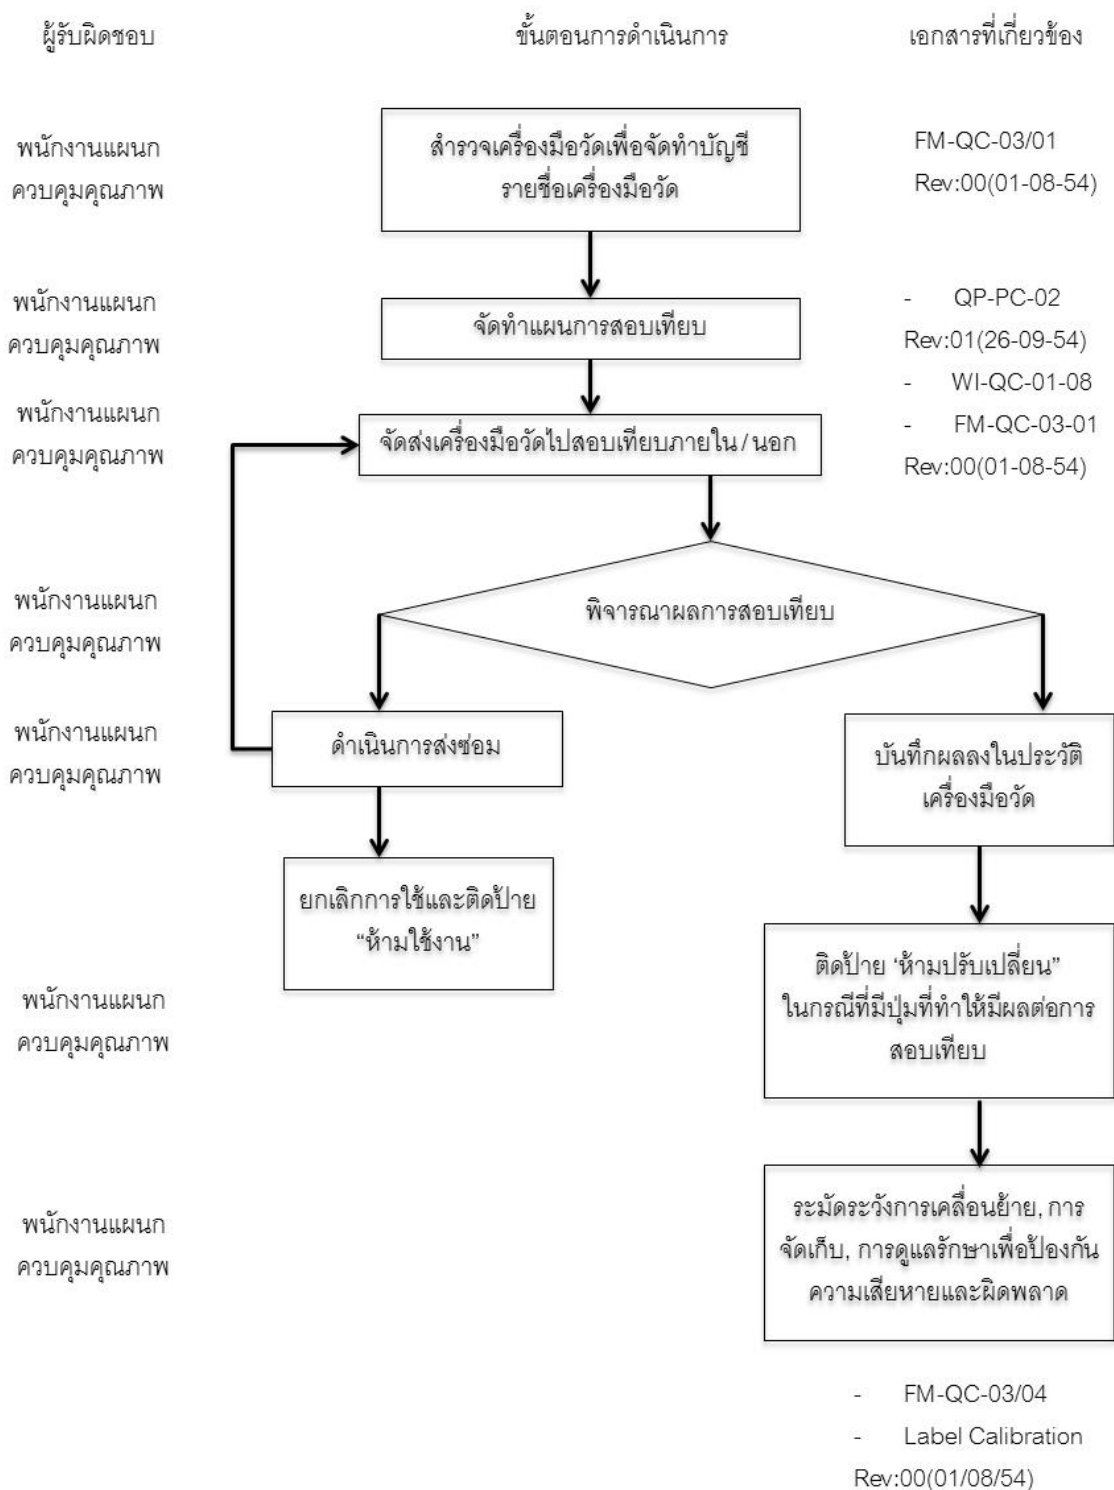 ผู้รับผิดชอบ
ขั้นตอนการดำเนินการ
เอกสารที่เกี่ยวข้อง
พนักงานแผนก
ควบคุมคุณภาพ
สำรวจเครื่องมือวัดเพื่อจัดทำบัญชี
รายชื่อเครื่องมือวัด
FM-QC-03/01
Rev:00(01-08-54)
พนักงานแผนก
ควบคุมคุณภาพ
จัดทำแผนการสอบเทียบ
- QP-PC-02
Rev:01(26-09-54)
- WI-QC-01-08
- FM-QC-03-01
Rev:00(01-08-54)
พนักงานแผนก
ควบคุมคุณภาพ
จัดส่งเครื่องมือวัดไปสอบเทียบภายใน / นอก
พนักงานแผนก
ควบคุมคุณภาพ
พิจารณาผลการสอบเทียบ
พนักงานแผนก
ควบคุมคุณภาพ
ดำเนินการส่งซ่อม
บันทึกผลลงในประวัติ
เครื่องมือวัด
ยกเลิกการใช้และติดป้าย
“ห้ามใช้งาน”
พนักงานแผนก
ควบคุมคุณภาพ
ติดป้าย ‘ห้ามปรับเปลี่ยน”
ในกรณีที่มีปุ่มที่ทำให้มีผลต่อการ
สอบเทียบ
พนักงานแผนก
ควบคุมคุณภาพ
ระมัดระวังการเคลื่อนย้าย, การ
จัดเก็บ, การดูแลรักษาเพื่อป้องกัน
ความเสียหายและผิดพลาด
- FM-QC-03/04
- Label Calibration
Rev:00(01/08/54)